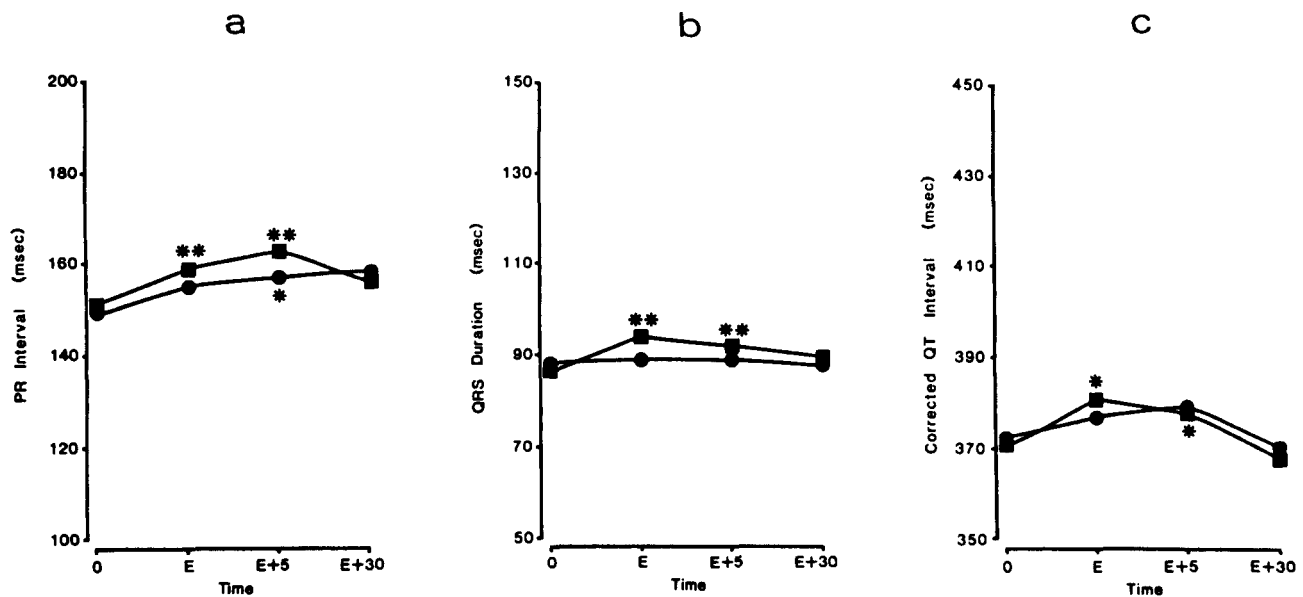 a
PR Interval (msec)
200
180
160
140
120
100
** **
*
0 E E+5 E+30
Time
b
QRS Duration (msec)
150
130
110
90
70
50
** **
0 E E+5 E+30
Time
c
Corrected QT Interval (msec)
450
430
410
390
370
350
*
*
0 E E+5 E+30
Time